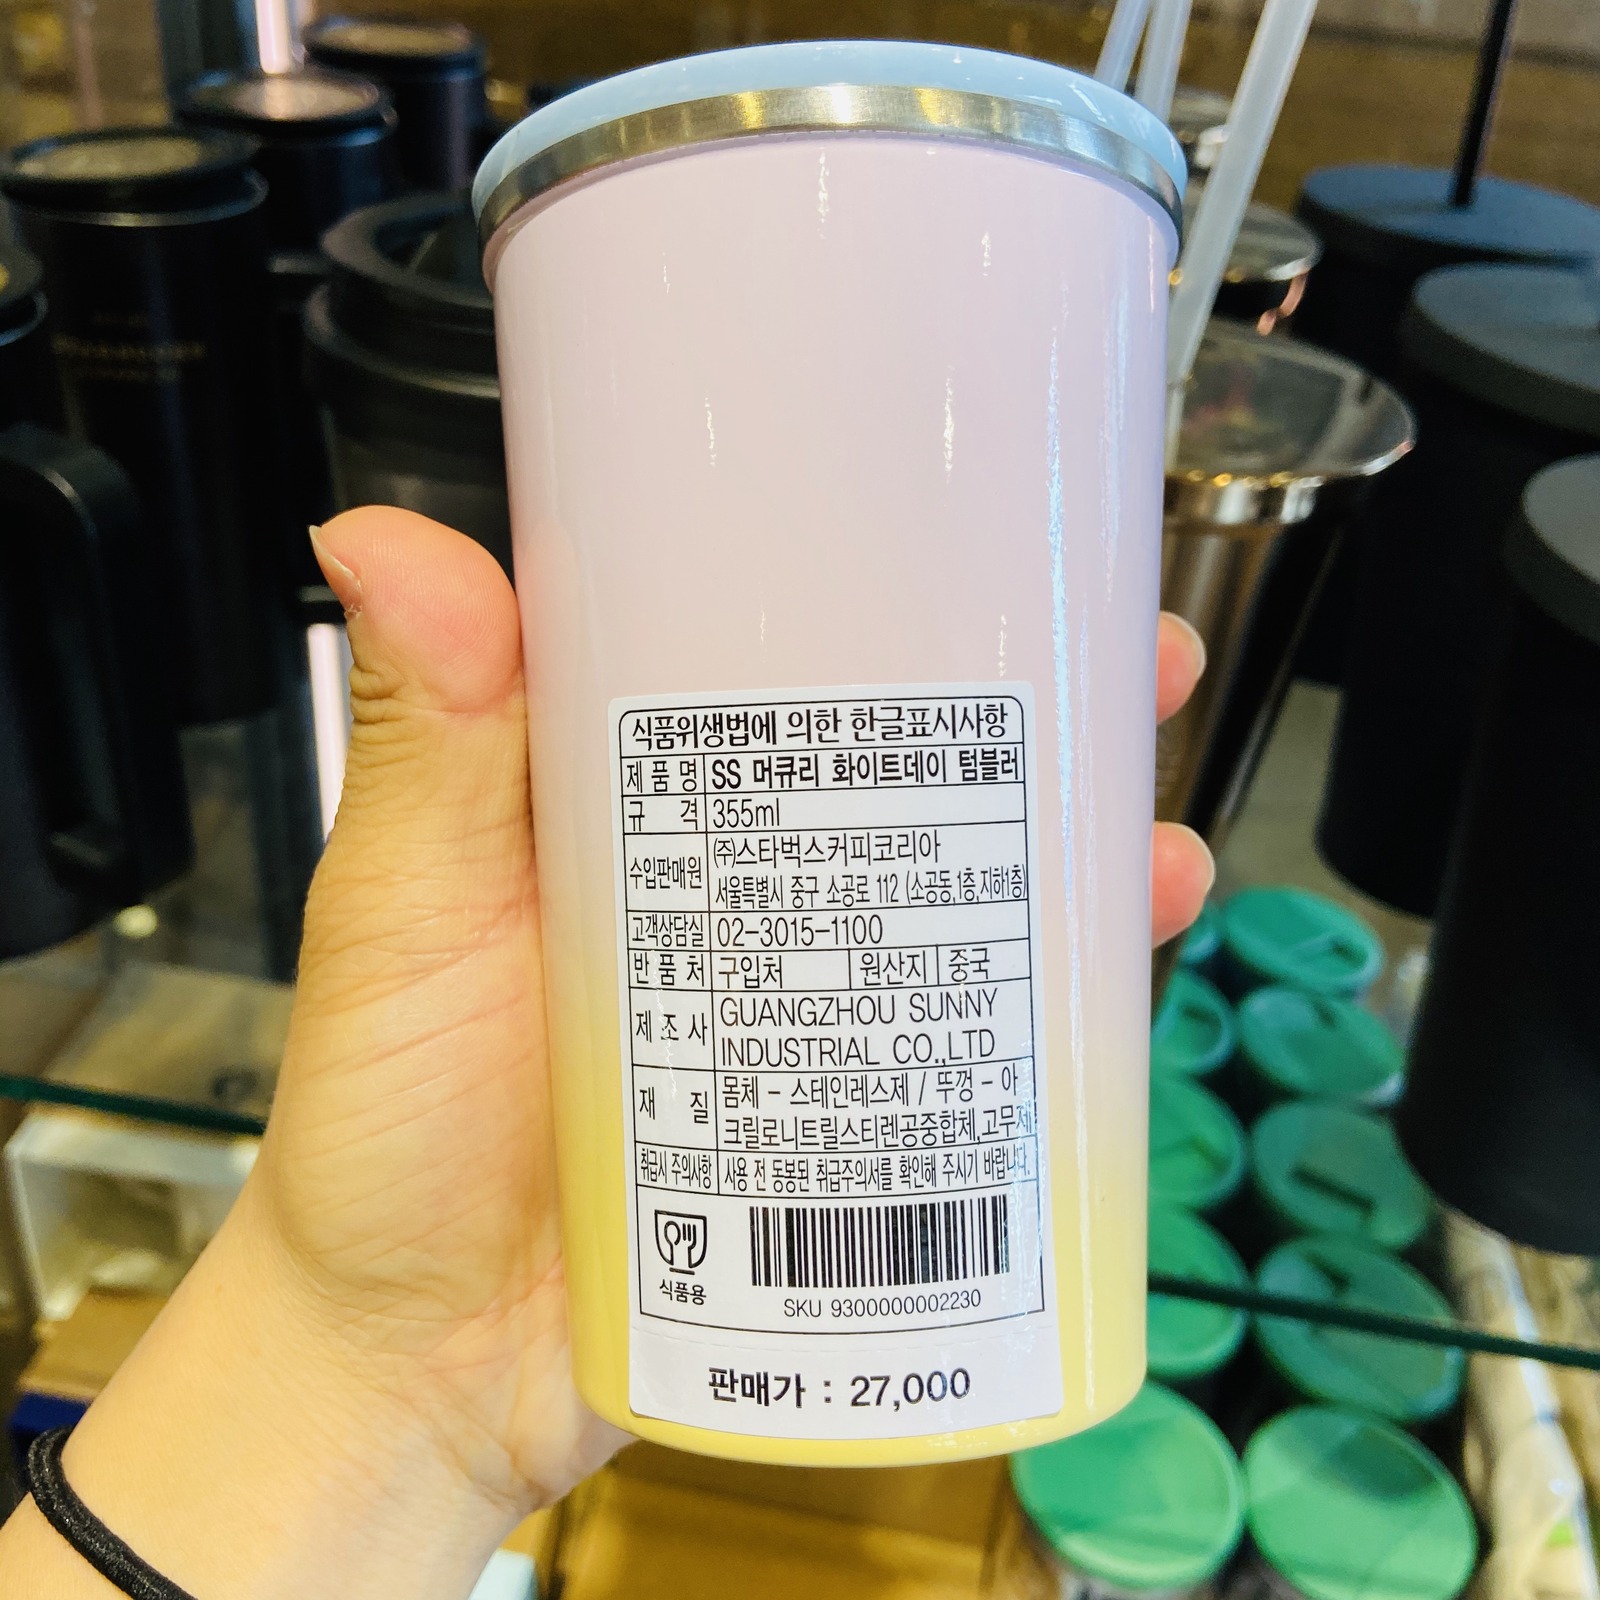 식품위생법에 의한 한글표시사항
제 품 명 SS 머큐리 화이트데이 텀블러
규 격 355ml
수입판매원 ㈜스타벅스커피코리아
서울특별시 중구 소공로 112 (소공동,1층,지하1층)
고객상담실 02-3015-1100
반 품 처 구입처 원산지 중국
제 조 사 GUANGZHOU SUNNY
INDUSTRIAL CO.,LTD
재 질 몸체 - 스테인레스제 / 뚜껑 - 아
크릴로니트릴스티렌공중합체,고무제
취급시 주의사항 사용 전 동봉된 취급주의서를 확인해 주시기 바랍니다.
식품용
SKU 9300000002230
판매가 : 27,000